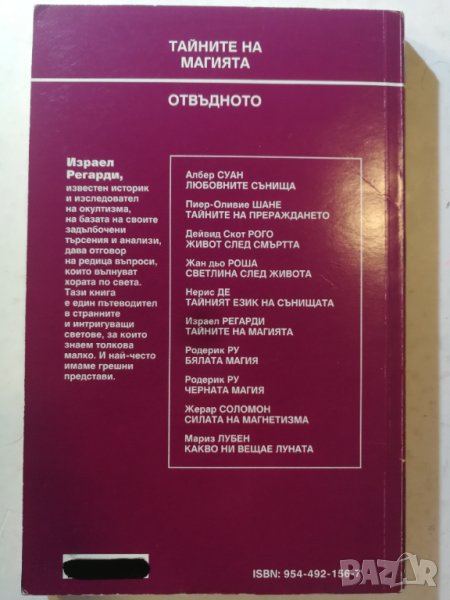 ТАЙНИТЕ НА
МАГИЯТА
ОТВЪДНОТО
Израел
Регарди,
известен историк
и изследовател
на окултизма,
на базата на своите
задълбочени
търсения и анализи,
дава отговор
на редица въпроси,
които вълнуват
хората по света.
Тази книга
е един пътеводител
в странните
и интригуващи
светове, за които
знаем толкова
малко. И най-често
имаме грешни
представи.
Албер СУАН
ЛЮБОВНИТЕ СЪНИЩА
Пиер-Оливие ШАНЕ
ТАЙНИТЕ НА ПРЕРАЖДАНЕТО
Дейвид Скот РОГО
ЖИВОТ СЛЕД СМЪРТТА
Жан дьо РОША
СВЕТЛИНА СЛЕД ЖИВОТА
Нерис ДЕ
ТАЙНИЯТ ЕЗИК НА СЪНИЩАТА
Израел РЕГАРДИ
ТАЙНИТЕ НА МАГИЯТА
Родерик РУ
БЯЛАТА МАГИЯ
Родерик РУ
ЧЕРНАТА МАГИЯ
Жерар СОЛОМОН
СИЛАТА НА МАГНЕТИЗМА
Мариз ЛУБЕН
КАКВО НИ ВЕЩАЕ ЛУНАТА
ISBN: 954-492-156-7
BAZAR.bg